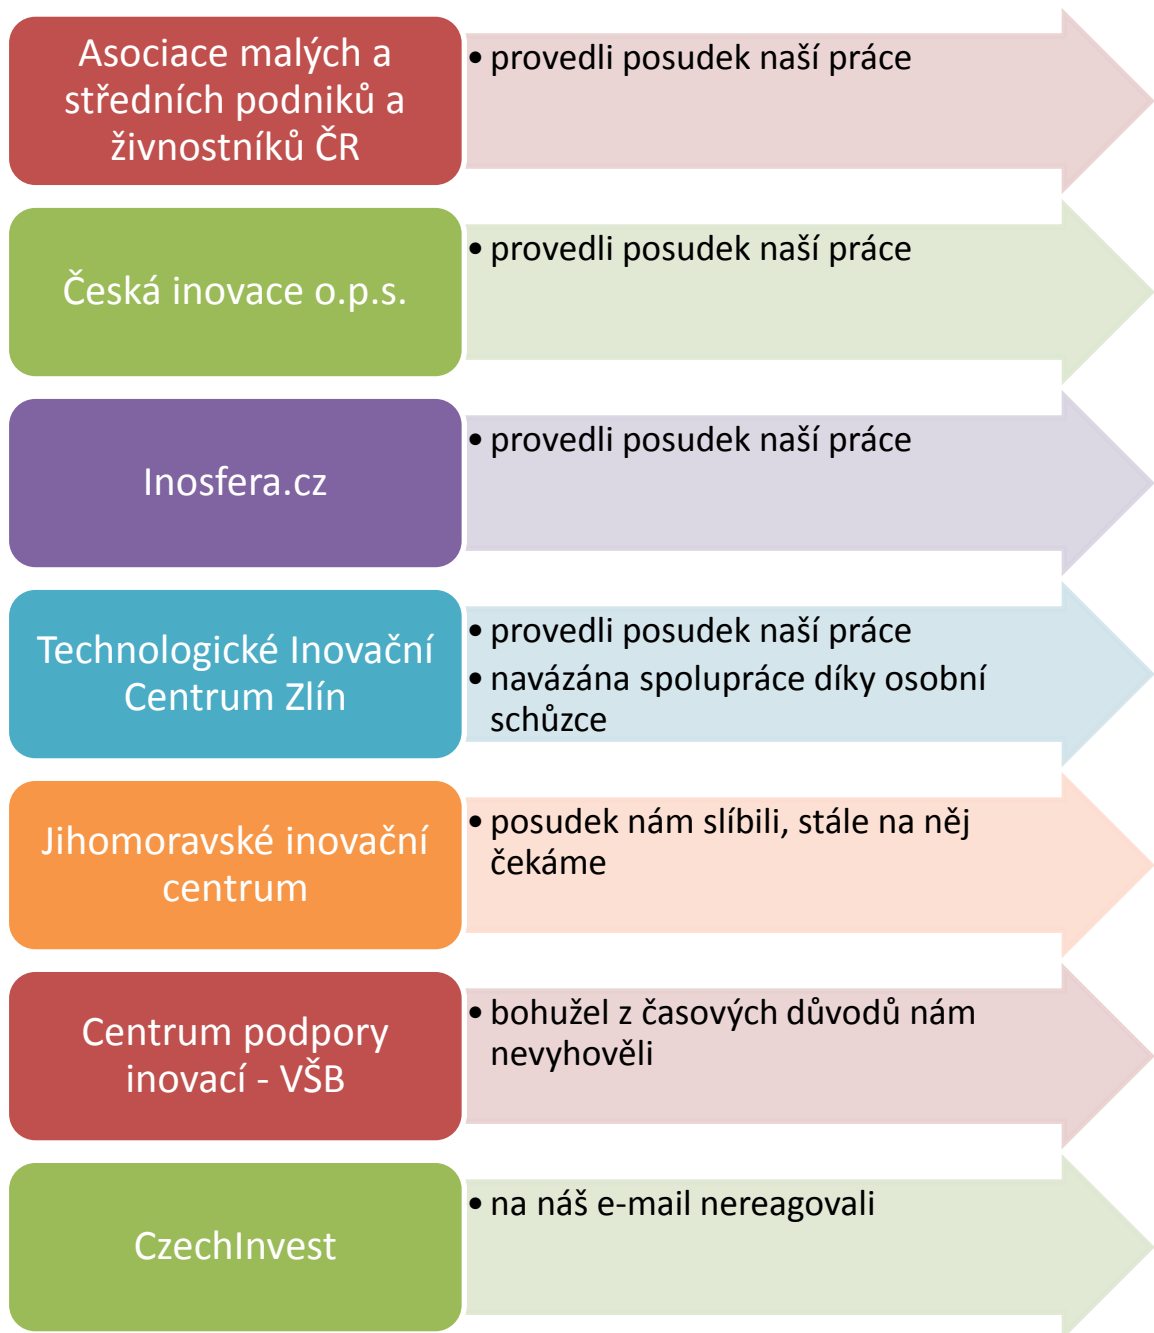 Asociace malých a
středních podniků a
živnostníků ČR
• provedli posudek naší práce
Česká inovace o.p.s.
• provedli posudek naší práce
Inosfera.cz
• provedli posudek naší práce
Technologické Inovační
Centrum Zlín
• provedli posudek naší práce
• navázána spolupráce díky osobní
schůzce
Jihomoravské inovační
centrum
• posudek nám slíbili, stále na něj
čekáme
Centrum podpory
inovací - VŠB
• bohužel z časových důvodů nám
nevyhověli
CzechInvest
• na náš e-mail nereagovali